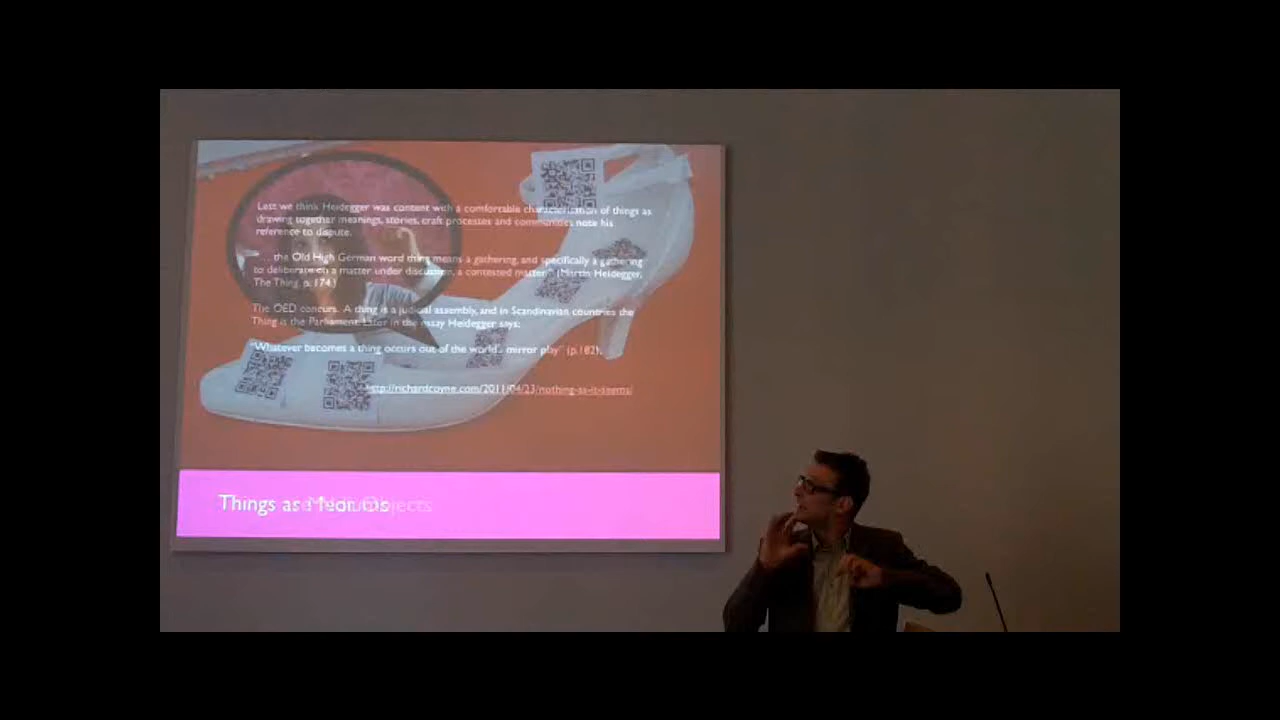 Lest we think Heidegger was content with a comfortable characterisation of things as
drawing together meanings, stories, craft processes and communities note his
reference to dispute.
"… the Old High German word thing means a gathering, and specifically a gathering
to deliberate on a matter under discussion, a contested matter." (Martin Heidegger,
The Thing, p. 174.)
The OED concurs. A thing is a judicial assembly, and in Scandinavian countries the
Thing is the Parliament. Later in the essay Heidegger says:
"Whatever becomes a thing occurs out of the world's mirror play" (p.182).
http://richardcoyne.com/2011/04/23/nothing-as-it-seems/
Things as